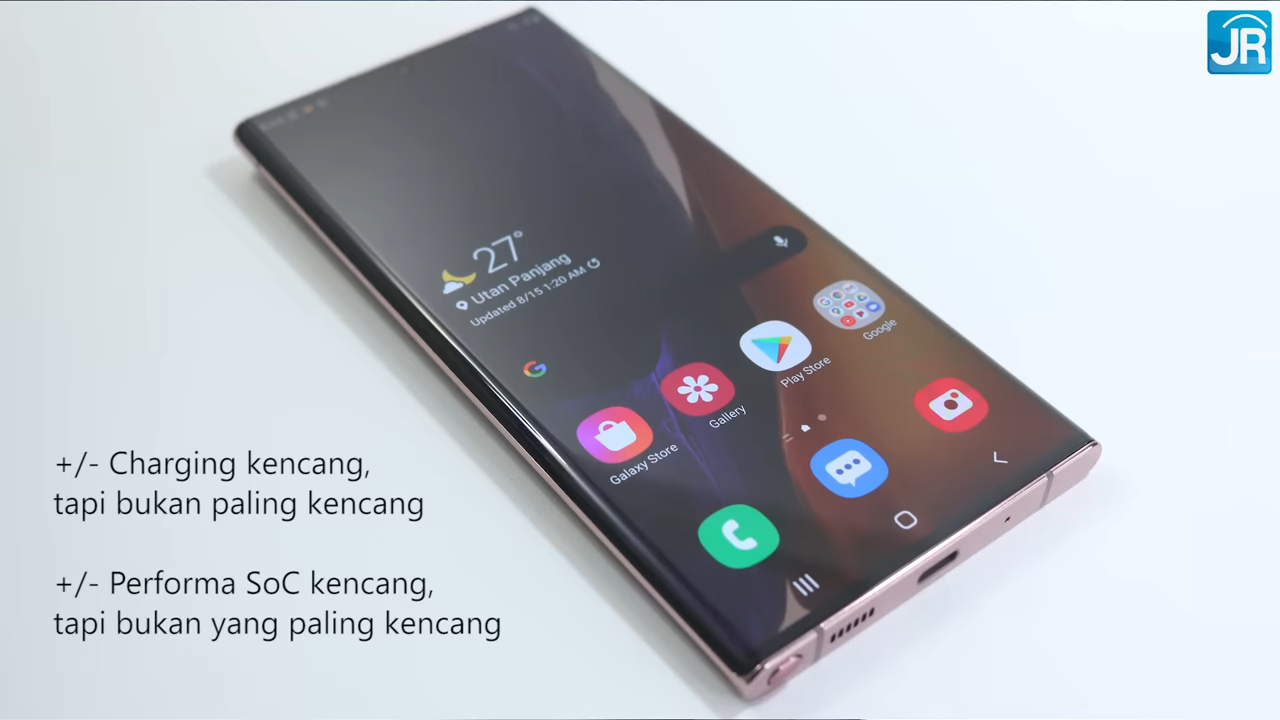 JR
27°
Utan Panjang
Updated 8/15 1:20 AM
G
Galaxy Store
Gallery
Play Store
Google
+/- Charging kencang,
tapi bukan paling kencang
+/- Performa SoC kencang,
tapi bukan yang paling kencang